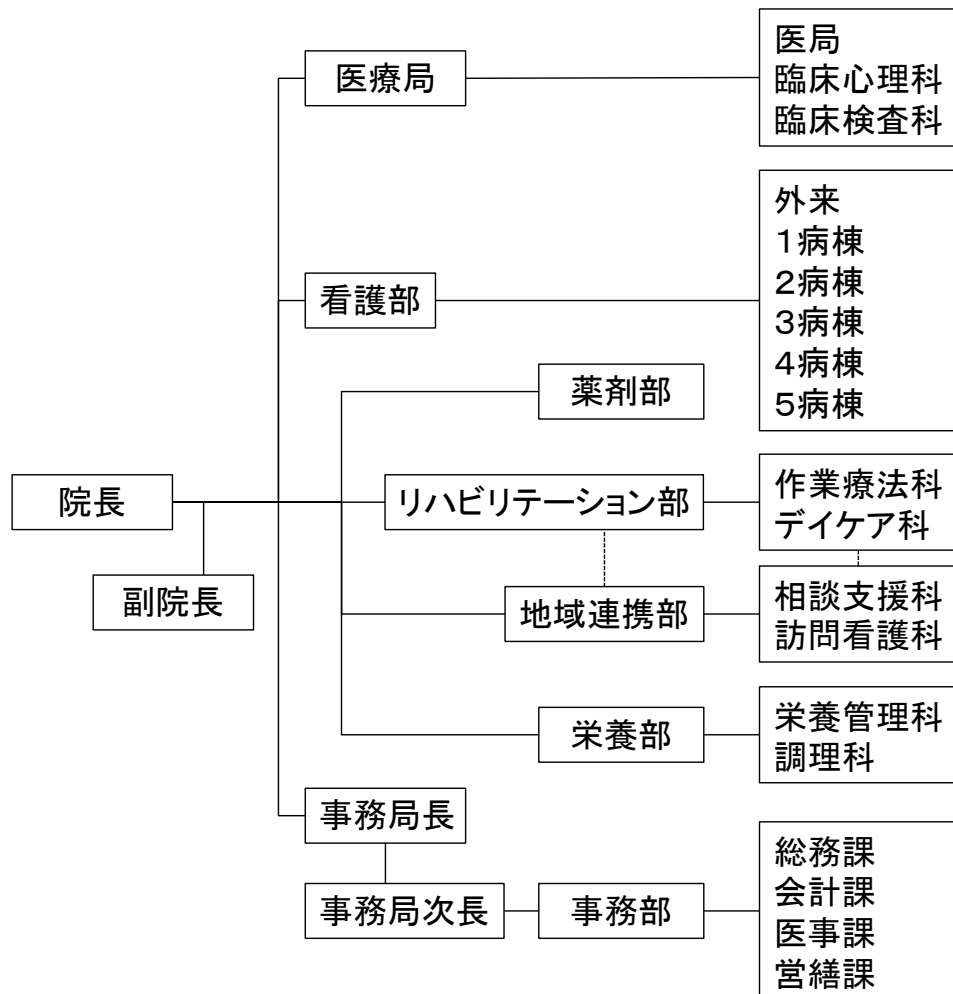 医療局
医局
臨床心理科
臨床検査科
看護部
外来
1病棟
2病棟
3病棟
4病棟
5病棟
薬剤部
院長
副院長
リハビリテーション部
作業療法科
デイケア科
地域連携部
相談支援科
訪問看護科
栄養部
栄養管理科
調理科
事務局長
事務局次長
事務部
総務課
会計課
医事課
営繕課